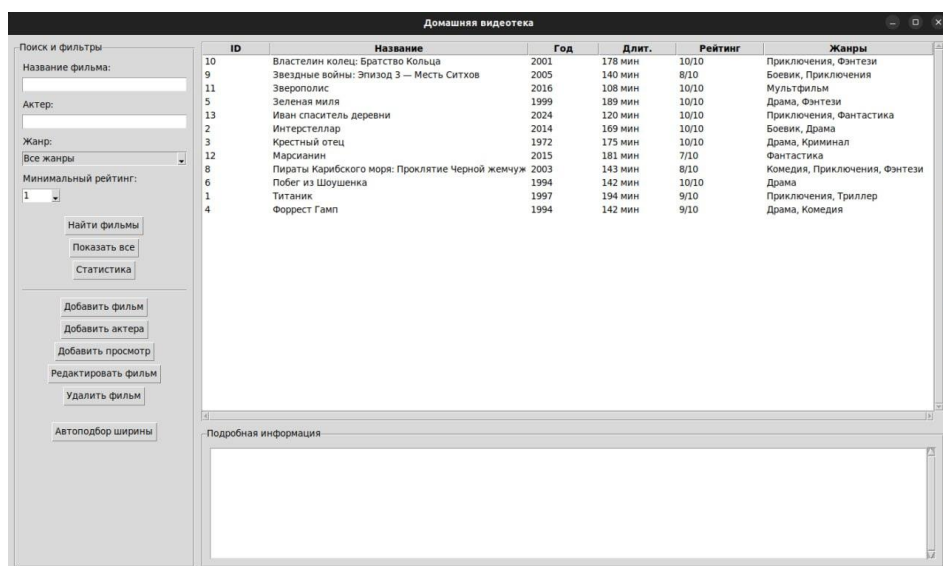 Домашняя видеотека
Поиск и фильтры
Название фильма:
Актер:
Жанр:
Все жанры
Минимальный рейтинг:
1
Найти фильмы
Показать все
Статистика
Добавить фильм
Добавить актера
Добавить просмотр
Редактировать фильм
Удалить фильм
Автоподбор ширины
ID Название Год Длит. Рейтинг Жанры
10 Властелин колец: Братство Кольца 2001 178 мин 10/10 Приключения, Фэнтези
9 Звездные войны: Эпизод 3 — Месть Ситхов 2005 140 мин 8/10 Боевик, Приключения
11 Зверополис 2016 108 мин 10/10 Мультфильм
5 Зеленая миля 1999 189 мин 10/10 Драма, Фэнтези
13 Иван спаситель деревни 2024 120 мин 10/10 Приключения, Фантастика
2 Интерстеллар 2014 169 мин 10/10 Боевик, Драма
3 Крестный отец 1972 175 мин 10/10 Драма, Криминал
12 Марсианин 2015 181 мин 7/10 Фантастика
8 Пираты Карибского моря: Проклятие Черной жемчуж 2003 143 мин 8/10 Комедия, Приключения, Фэнтези
6 Побег из Шоушенка 1994 142 мин 10/10 Драма
1 Титаник 1997 194 мин 9/10 Приключения, Триллер
4 Форрест Гамп 1994 142 мин 9/10 Драма, Комедия
Подробная информация